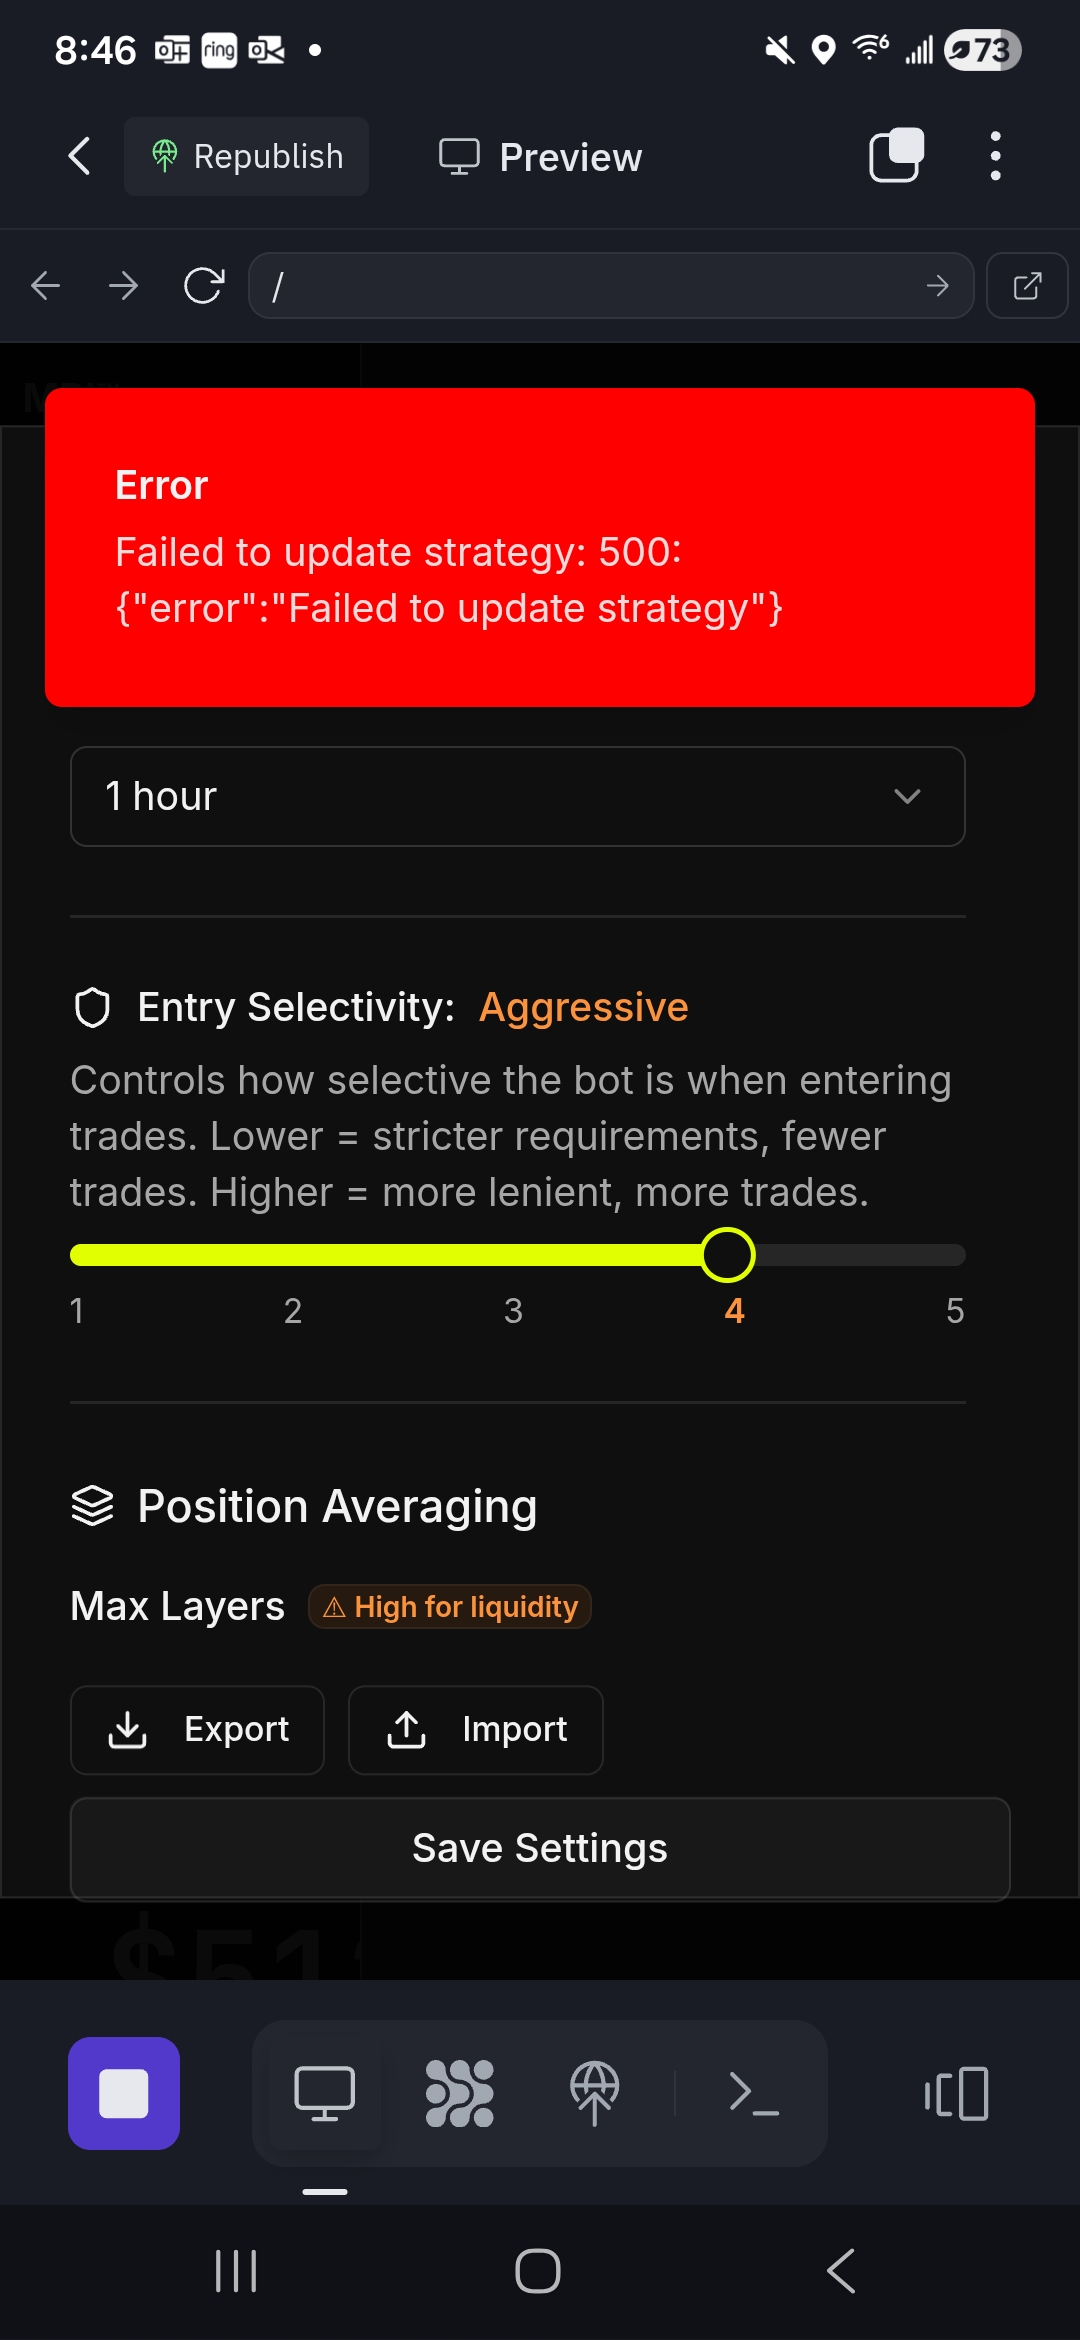 8:46
ring
6
73
Republish
Preview
/
Error
Failed to update strategy: 500:
{"error":"Failed to update strategy"}
1 hour
Entry Selectivity: Aggressive
Controls how selective the bot is when entering
trades. Lower = stricter requirements, fewer
trades. Higher = more lenient, more trades.
1 2 3 4 5
Position Averaging
Max Layers ⚠ High for liquidity
Export
Import
Save Settings